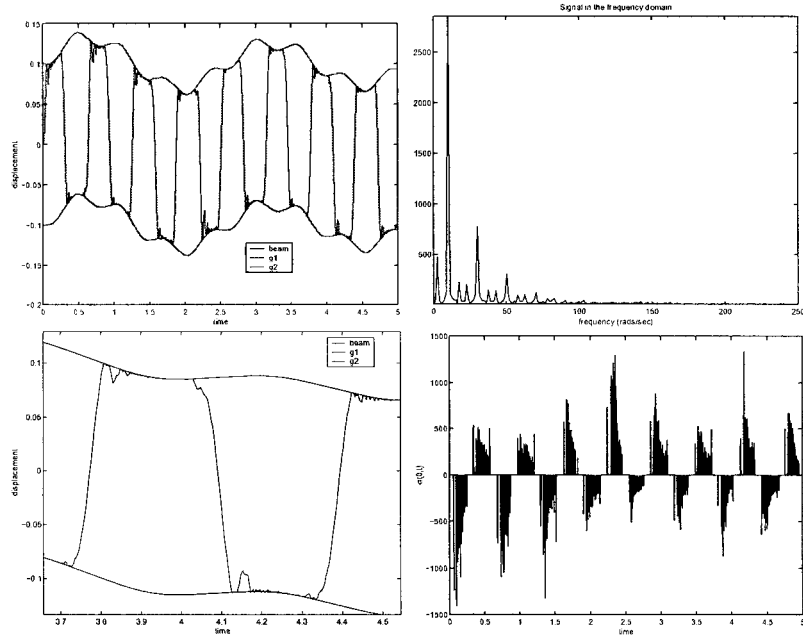 Signal in the frequency domain
0.15
0.1
0.05
0
−0.05
−0.1
−0.15
−0.2
displacement
0 0.5 1 1.5 2 2.5 3 3.5 4 4.5 5
time
beam
g1
g2
2500
2000
1500
1000
500
0 50 100 150 200 250
frequency (rads/sec)
0.1
0.05
0
−0.05
−0.1
displacement
3.7 3.8 3.9 4 4.1 4.2 4.3 4.4 4.5
time
beam
g1
g2
1500
1000
500
0
−500
−1000
−1500
σ(0,t)
0 0.5 1 1.5 2 2.5 3 3.5 4 4.5 5
time